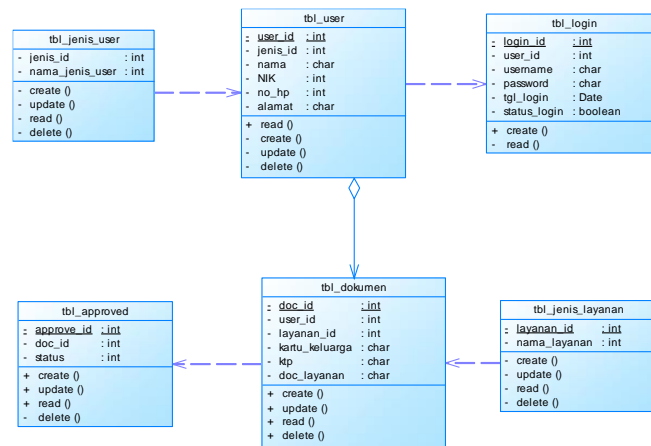 tbl_jenis_user
- jenis_id : int
- nama_jenis_user : int
- create ()
- update ()
- read ()
- delete ()
tbl_user
- user_id : int
- jenis_id : int
- nama : char
- NIK : int
- no_hp : int
- alamat : char
+ read ()
- create ()
- update ()
- delete ()
tbl_login
- login_id : int
- user_id : int
- username : char
- password : char
- tgl_login : Date
- status_login : boolean
+ create ()
- read ()
tbl_approved
- approve_id : int
- doc_id : int
- status : int
+ create ()
+ update ()
+ read ()
- delete ()
tbl_dokumen
- doc_id : int
- user_id : int
- layanan_id : int
- kartu_keluarga : char
- ktp : char
- doc_layanan : char
+ create ()
+ update ()
+ read ()
+ delete ()
tbl_jenis_layanan
- layanan_id : int
- nama_layanan : int
- create ()
- update ()
- read ()
- delete ()